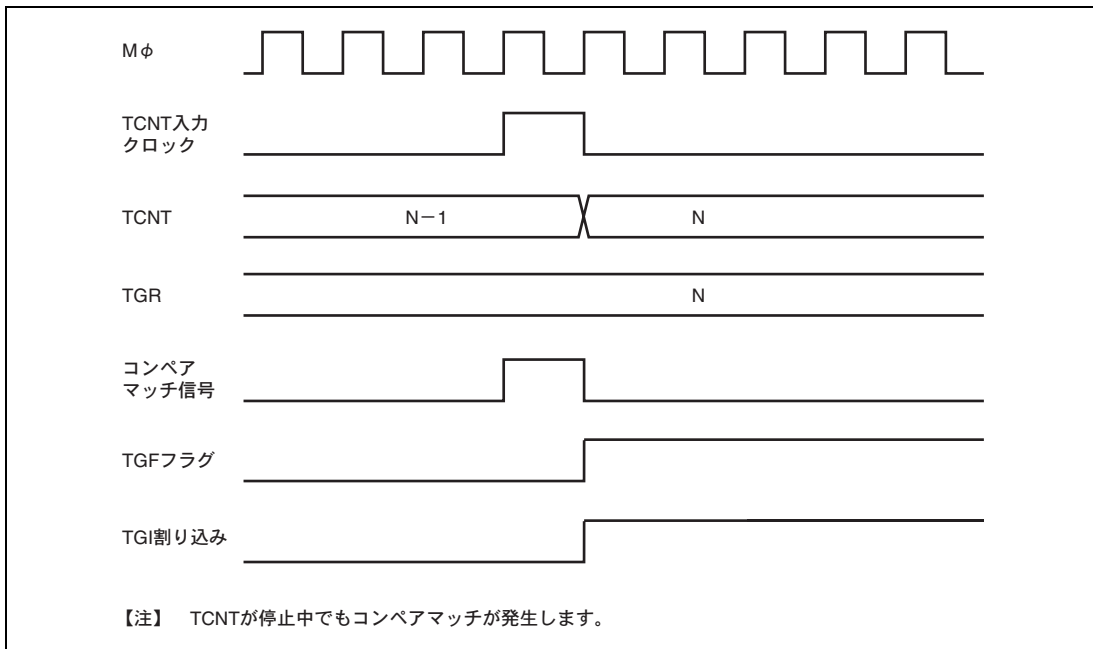 Mφ
TCNT入力
クロック
TCNT
N－1
N
TGR
N
コンペア
マッチ信号
TGFフラグ
TGI割り込み
【注】 TCNTが停止中でもコンペアマッチが発生します。